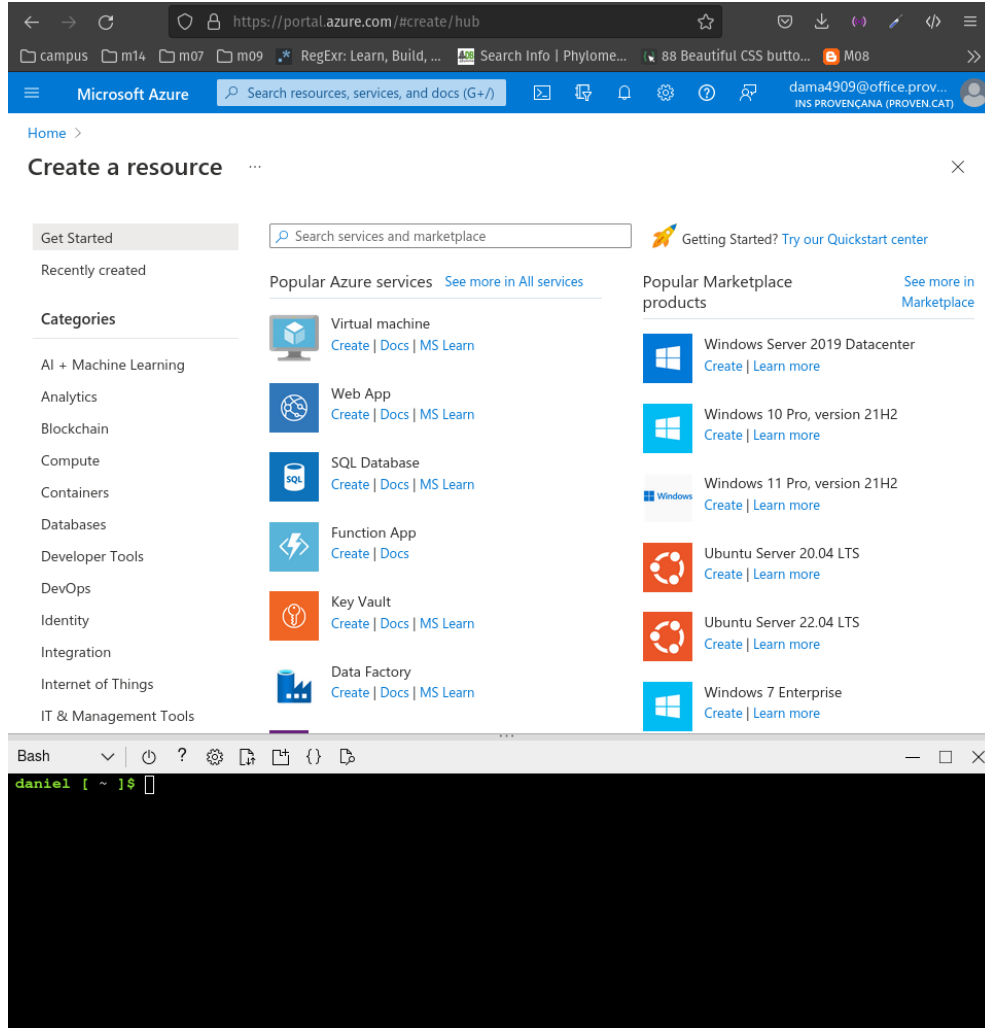 https://portal.azure.com/#create/hub
campus m14 m07 m09 RegExr: Learn, Build, ... Search Info | Phylome... 88 Beautiful CSS butto... M08
Microsoft Azure Search resources, services, and docs (G+/) dama4909@office.prov...
INS PROVENÇANA (PROVEN.CAT)
Home >
Create a resource ...
Get Started
Recently created
Categories
AI + Machine Learning
Analytics
Blockchain
Compute
Containers
Databases
Developer Tools
DevOps
Identity
Integration
Internet of Things
IT & Management Tools
Search services and marketplace
Popular Azure services See more in All services
Virtual machine
Create | Docs | MS Learn
Web App
Create | Docs | MS Learn
SQL
SQL Database
Create | Docs | MS Learn
Function App
Create | Docs
Key Vault
Create | Docs | MS Learn
Data Factory
Create | Docs | MS Learn
Getting Started? Try our Quickstart center
Popular Marketplace products
See more in Marketplace
Windows Server 2019 Datacenter
Create | Learn more
Windows 10 Pro, version 21H2
Create | Learn more
Windows
Windows 11 Pro, version 21H2
Create | Learn more
Ubuntu Server 20.04 LTS
Create | Learn more
Ubuntu Server 22.04 LTS
Create | Learn more
Windows 7 Enterprise
Create | Learn more
Bash ? {}
daniel [ ~ ]$